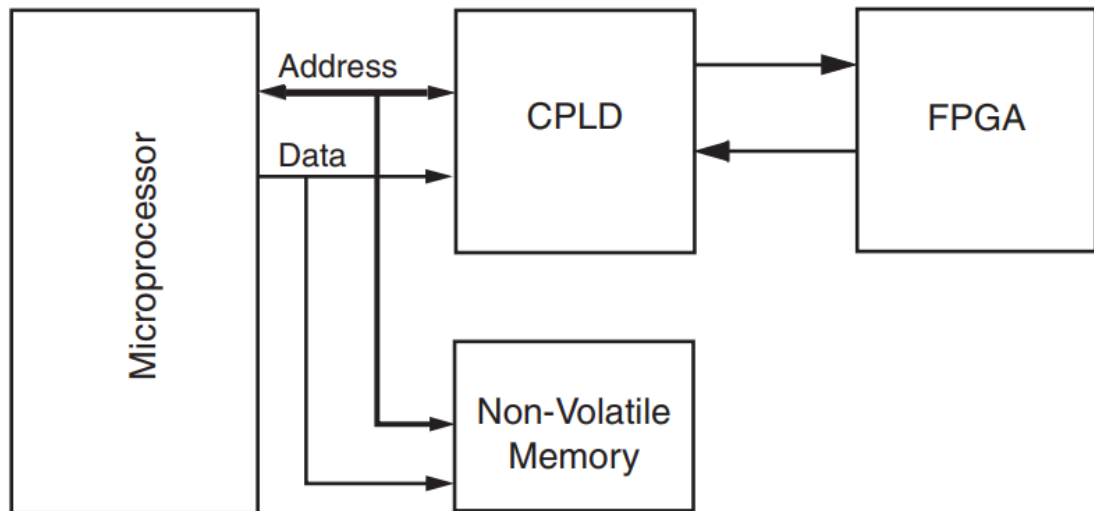 Microprocessor
Address
Data
CPLD
FPGA
Non-Volatile
Memory